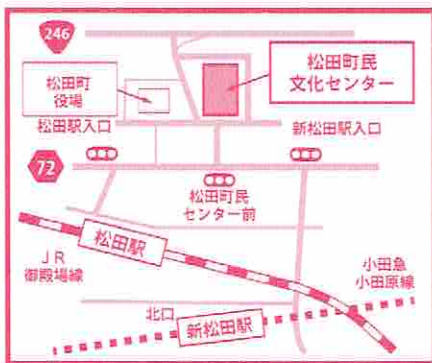 246
松田町民
文化センター
松田町
役場
松田駅入口
新松田駅入口
72
松田町民
センター前
松田駅
JR
御殿場線
小田急
小田原線
北口
新松田駅